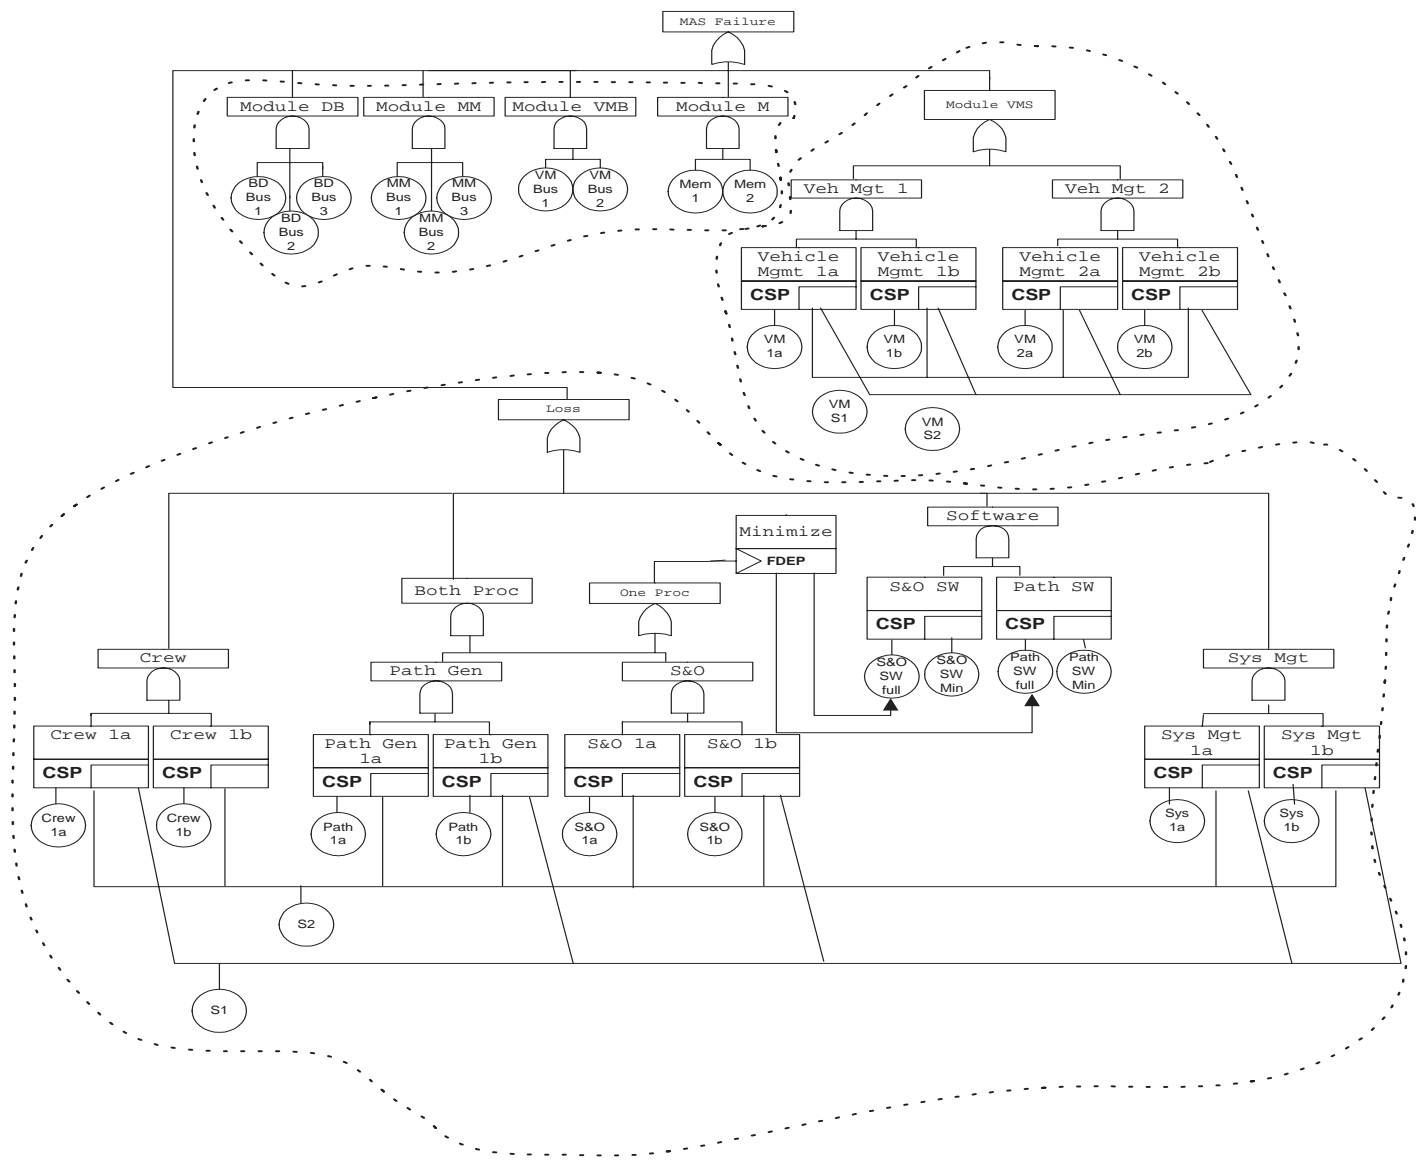 MAS Failure
Module DB
Module MM
Module VMB
Module M
Module VMS
BD
Bus
1
BD
Bus
2
BD
Bus
3
MM
Bus
1
MM
Bus
2
MM
Bus
3
VM
Bus
1
VM
Bus
2
Mem
1
Mem
2
Veh Mgt 1
Veh Mgt 2
Vehicle
Mgmt 1a
CSP
Vehicle
Mgmt 1b
CSP
Vehicle
Mgmt 2a
CSP
Vehicle
Mgmt 2b
CSP
VM
1a
VM
1b
VM
2a
VM
2b
VM
S1
VM
S2
Loss
Software
Minimize
FDEP
Both Proc
One Proc
S&O SW
CSP
Path SW
CSP
S&O
SW
full
S&O
SW
Min
Path
SW
full
Path
SW
Min
Crew
Path Gen
S&O
Sys Mgt
Crew 1a
CSP
Crew 1b
CSP
Path Gen
1a
CSP
Path Gen
1b
CSP
S&O 1a
CSP
S&O 1b
CSP
Sys Mgt
1a
CSP
Sys Mgt
1b
CSP
Crew
1a
Crew
1b
Path
1a
Path
1b
S&O
1a
S&O
1b
Sys
1a
Sys
1b
S2
S1